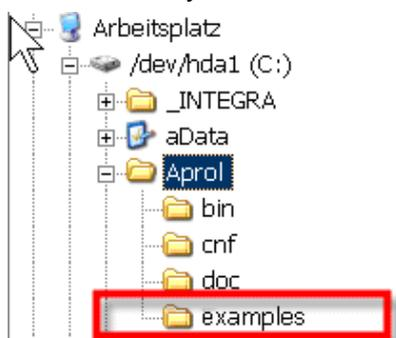 Arbeitsplatz
/dev/hda1 (C:)
_INTEGRA
aData
Aprol
bin
cnf
doc
examples